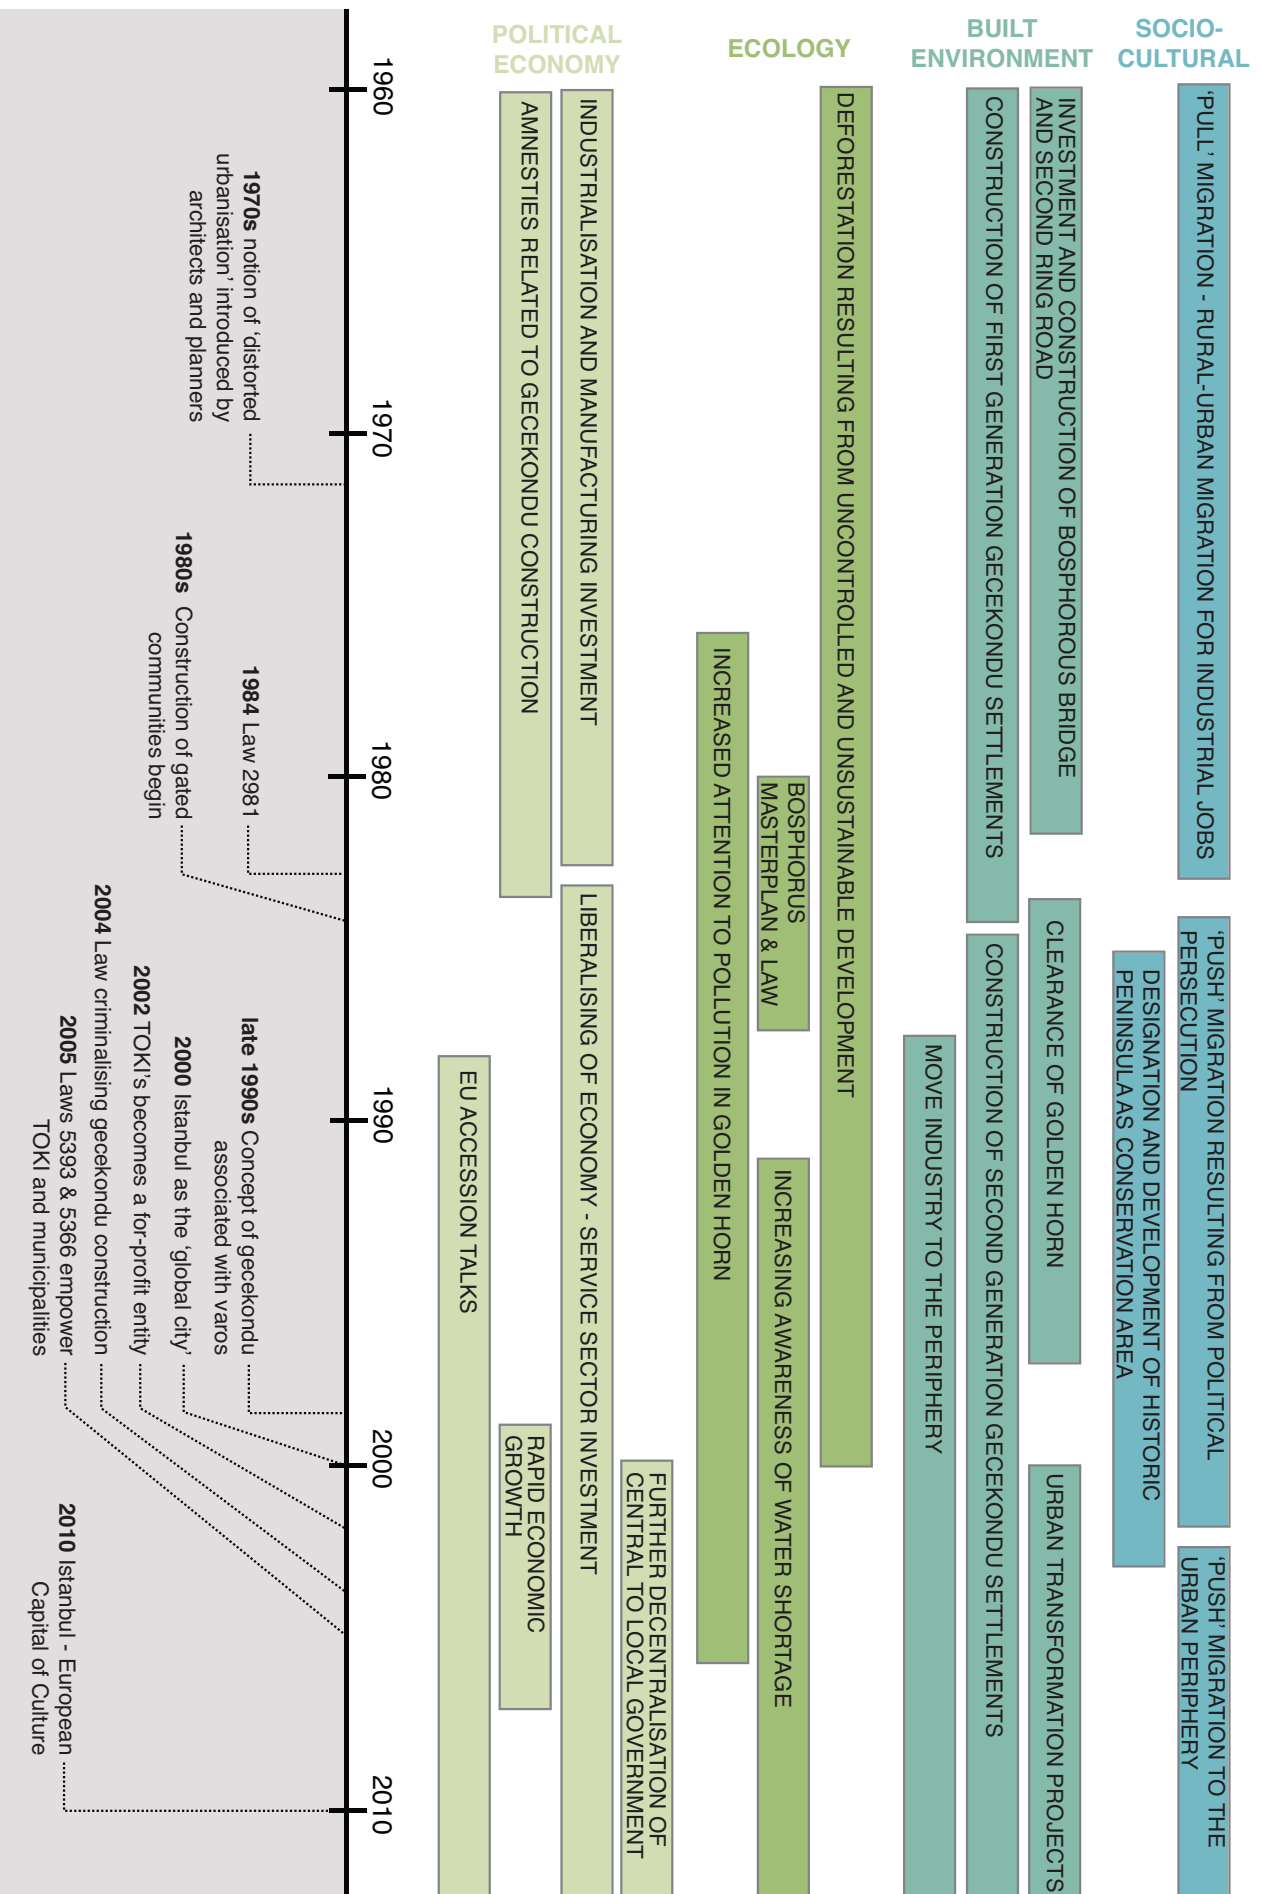 POLITICAL
ECONOMY
ECOLOGY
BUILT
ENVIRONMENT
SOCIO-
CULTURAL
'PULL' MIGRATION - RURAL-URBAN MIGRATION FOR INDUSTRIAL JOBS
'PUSH' MIGRATION RESULTING FROM POLITICAL
PERSECUTION
'PUSH' MIGRATION TO THE
URBAN PERIPHERY
DESIGNATION AND DEVELOPMENT OF HISTORIC
PENINSULA AS CONSERVATION AREA
INVESTMENT AND CONSTRUCTION OF BOSPHOROUS BRIDGE
AND SECOND RING ROAD
CLEARANCE OF GOLDEN HORN
URBAN TRANSFORMATION PROJECTS
CONSTRUCTION OF FIRST GENERATION GECEKONDU SETTLEMENTS
CONSTRUCTION OF SECOND GENERATION GECEKONDU SETTLEMENTS
MOVE INDUSTRY TO THE PERIPHERY
DEFORESTATION RESULTING FROM UNCONTROLLED AND UNSUSTAINABLE DEVELOPMENT
BOSPHORUS
MASTERPLAN & LAW
INCREASING AWARENESS OF WATER SHORTAGE
INCREASED ATTENTION TO POLLUTION IN GOLDEN HORN
FURTHER DECENTRALISATION OF
CENTRAL TO LOCAL GOVERNMENT
INDUSTRIALISATION AND MANUFACTURING INVESTMENT
LIBERALISING OF ECONOMY - SERVICE SECTOR INVESTMENT
AMNESTIES RELATED TO GECEKONDU CONSTRUCTION
RAPID ECONOMIC
GROWTH
EU ACCESSION TALKS
1960
1970
1980
1990
2000
2010
1970s notion of 'distorted
urbanisation' introduced by
architects and planners
1984 Law 2981
1980s Construction of gated
communities begin
late 1990s Concept of gecekondu
associated with varos
2000 Istanbul as the 'global city'
2002 TOKI's becomes a for-profit entity
2004 Law criminalising gecekondu construction
2005 Laws 5393 & 5366 empower
TOKI and municipalities
2010 Istanbul - European
Capital of Culture